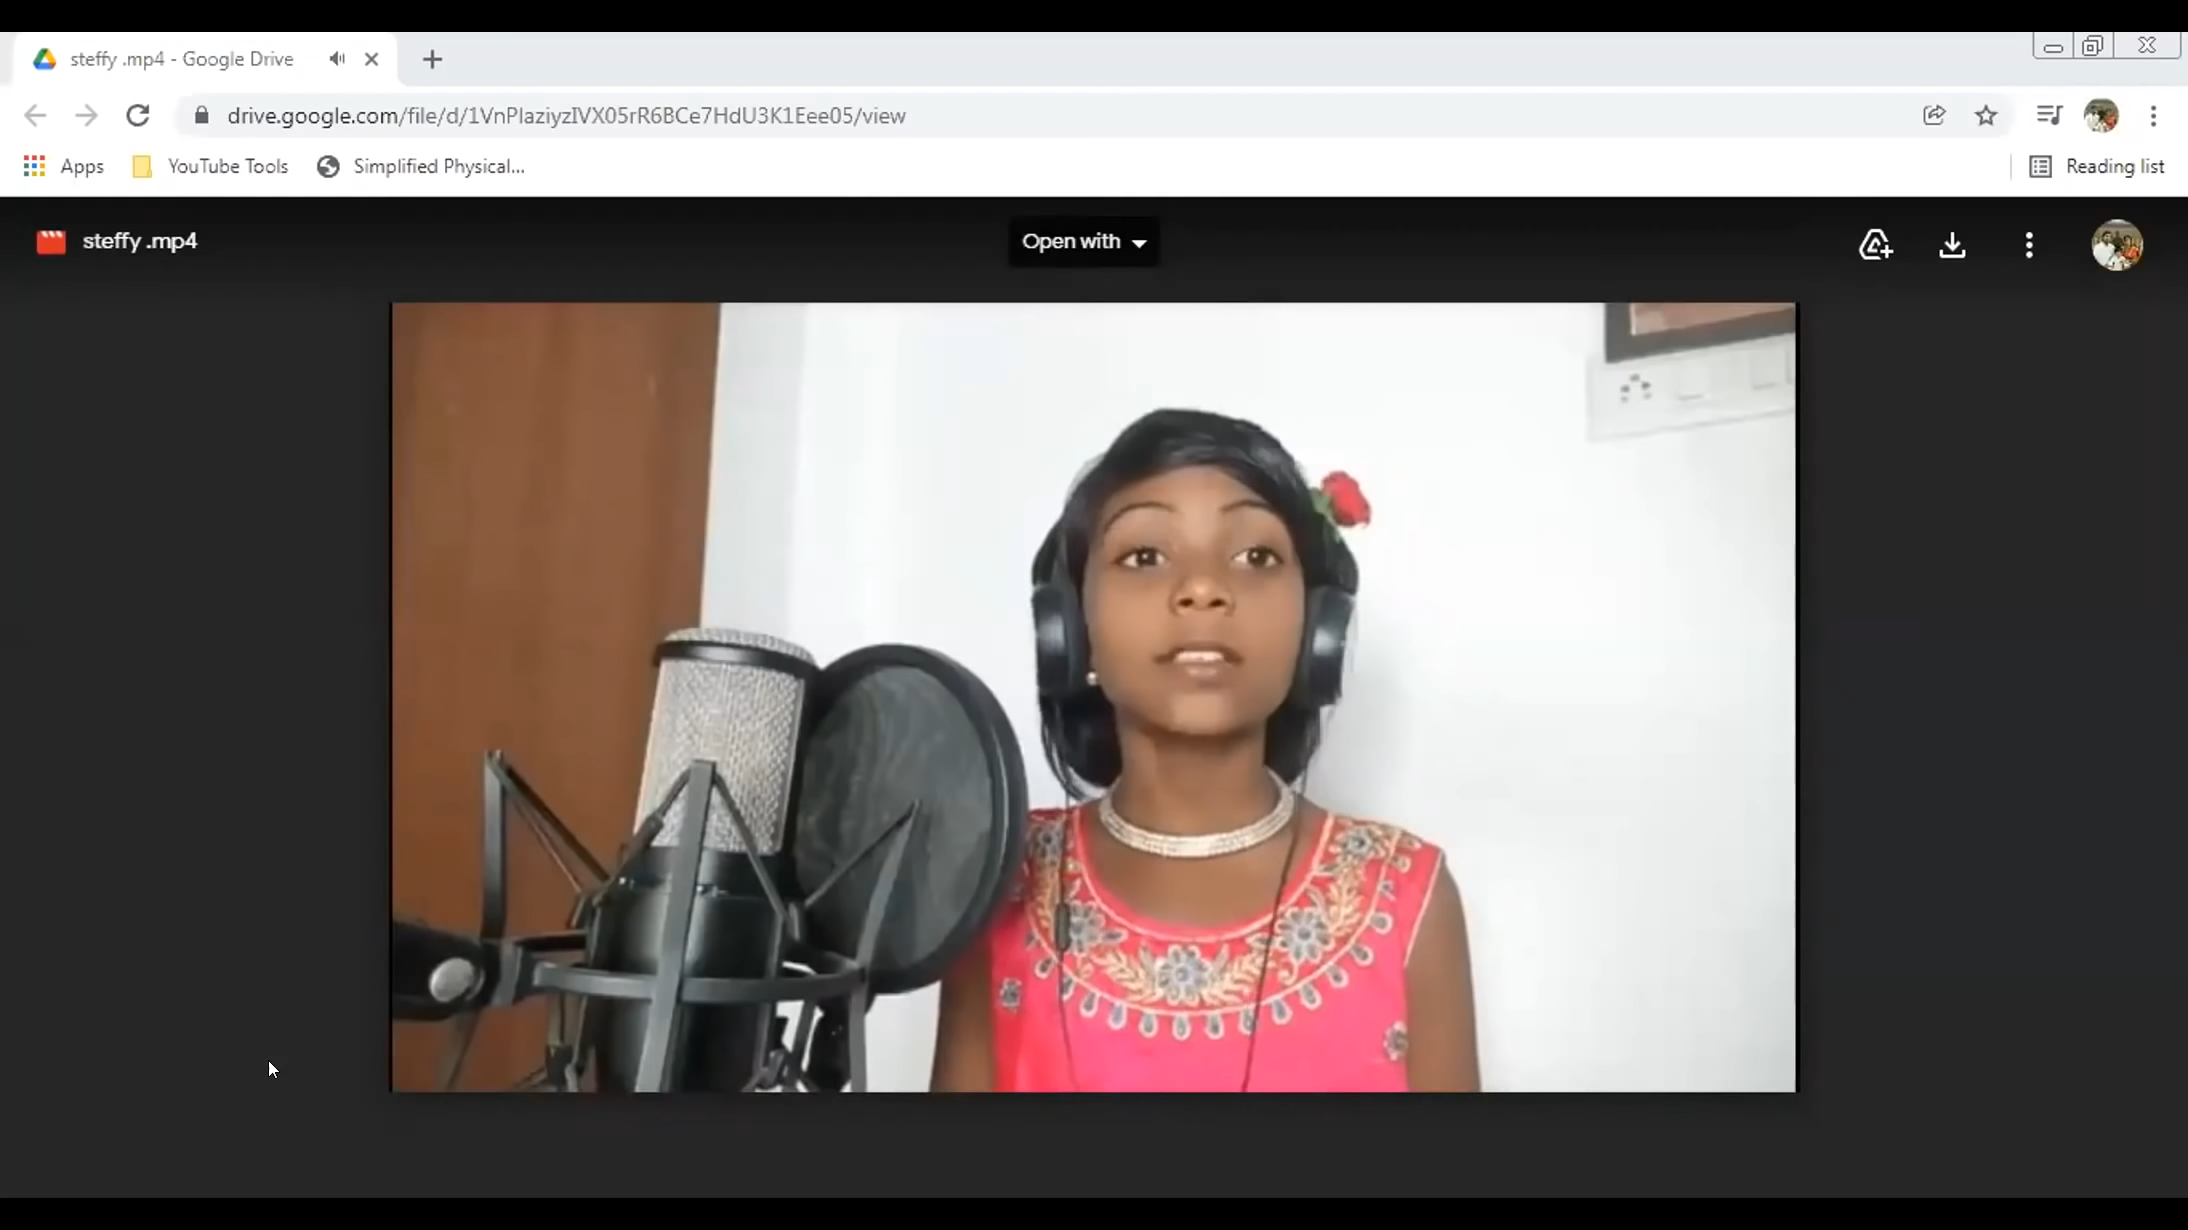 steffy .mp4 - Google Drive
drive.google.com/file/d/1VnPlaziyzIVX05rR6BCe7HdU3K1Eee05/view
Apps YouTube Tools Simplified Physical... Reading list
steffy .mp4 Open with